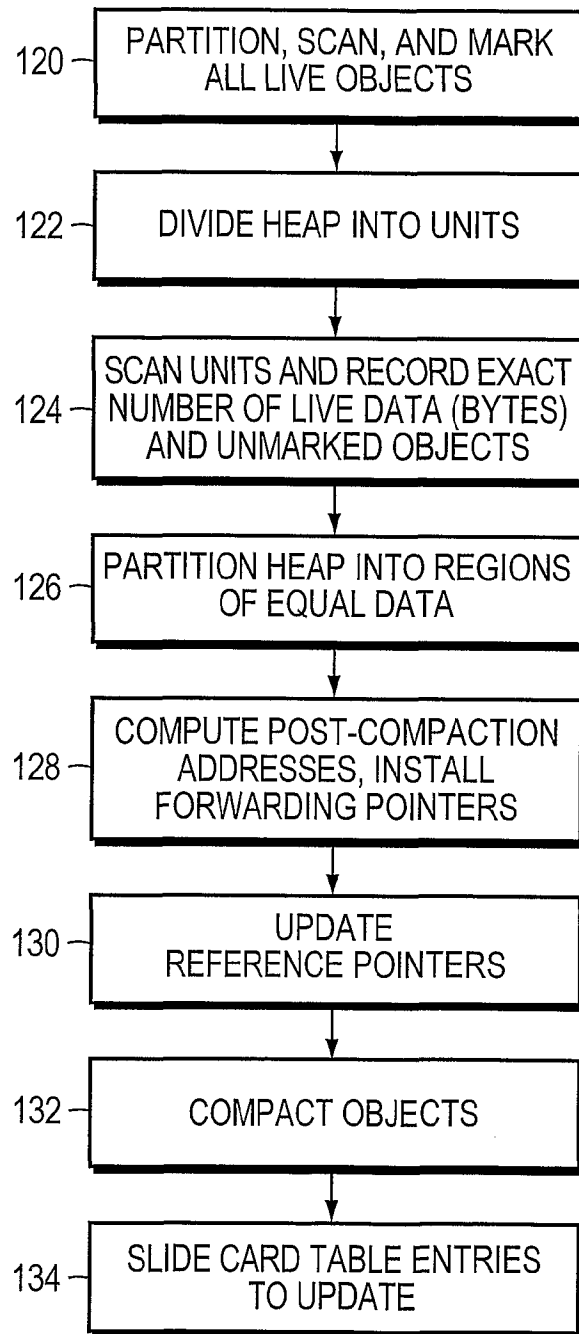 120
PARTITION, SCAN, AND MARK
ALL LIVE OBJECTS
122
DIVIDE HEAP INTO UNITS
124
SCAN UNITS AND RECORD EXACT
NUMBER OF LIVE DATA (BYTES)
AND UNMARKED OBJECTS
126
PARTITION HEAP INTO REGIONS
OF EQUAL DATA
128
COMPUTE POST-COMPACTION
ADDRESSES, INSTALL
FORWARDING POINTERS
130
UPDATE
REFERENCE POINTERS
132
COMPACT OBJECTS
134
SLIDE CARD TABLE ENTRIES
TO UPDATE